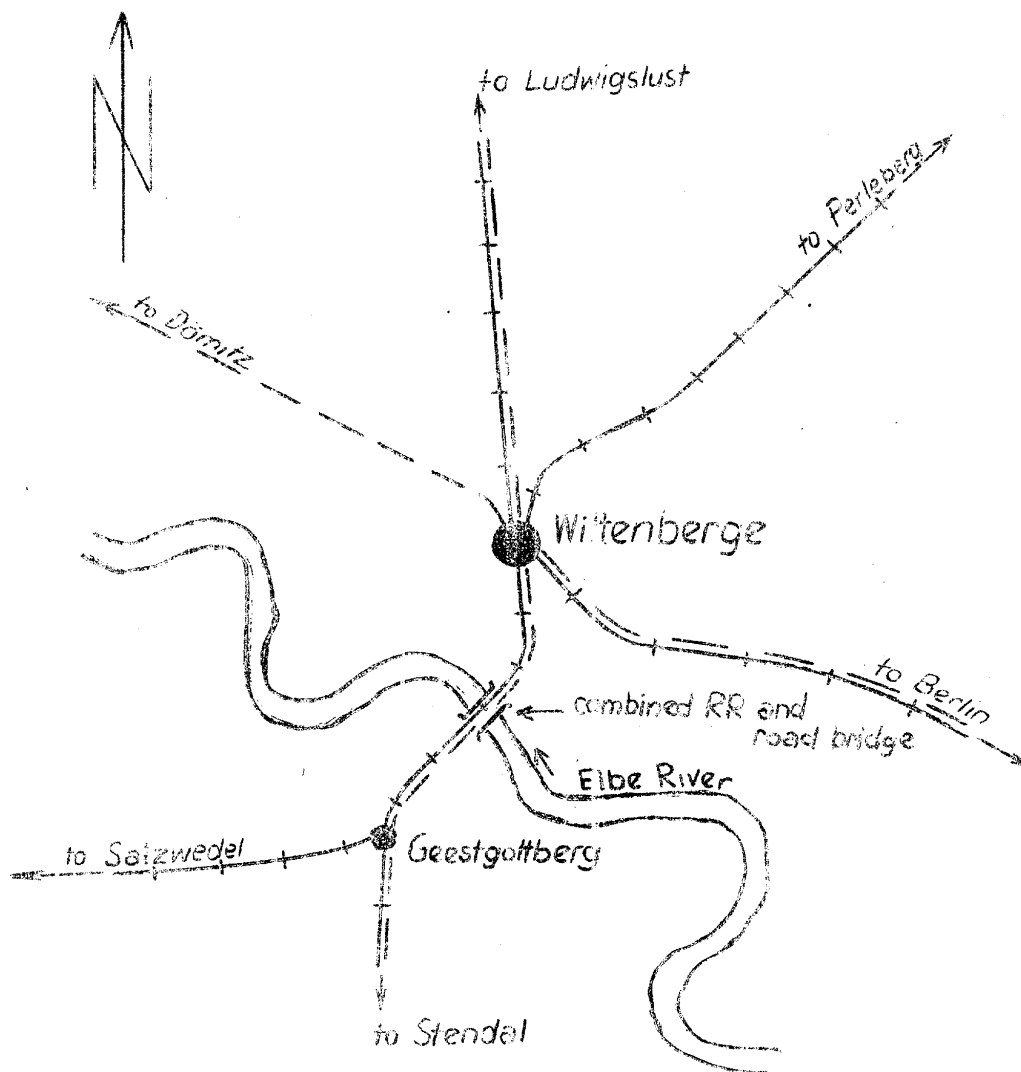 N
to Ludwigslust
to Perleberg
to Dömitz
Wittenberge
to Berlin
combined RR and
road bridge
Elbe River
to Salzwedel
Geestgottberg
to Stendal